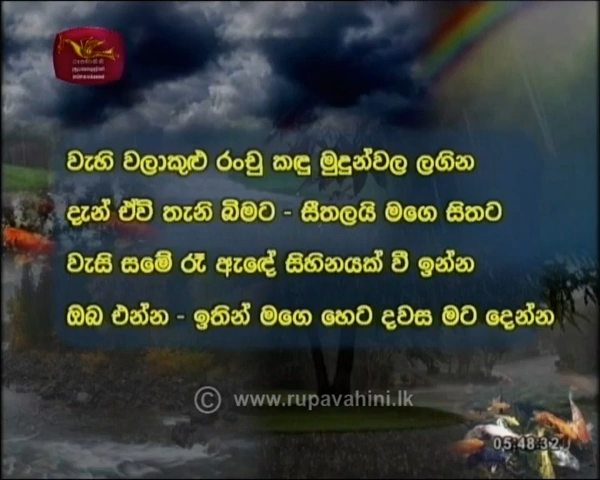 වැහි වලාකුළු රංචු කඳු මුදුන්වල ලගින
දැන් ඒවි තැනි බිමට - සීතලයි මගෙ සිතට
වැසි සමේ රෑ ඇඳේ සිහිනයක් වී ඉන්න
ඔබ එන්න - ඉතින් මගෙ හෙට දවස මට දෙන්න
© www.rupavahini.lk
05:48:32